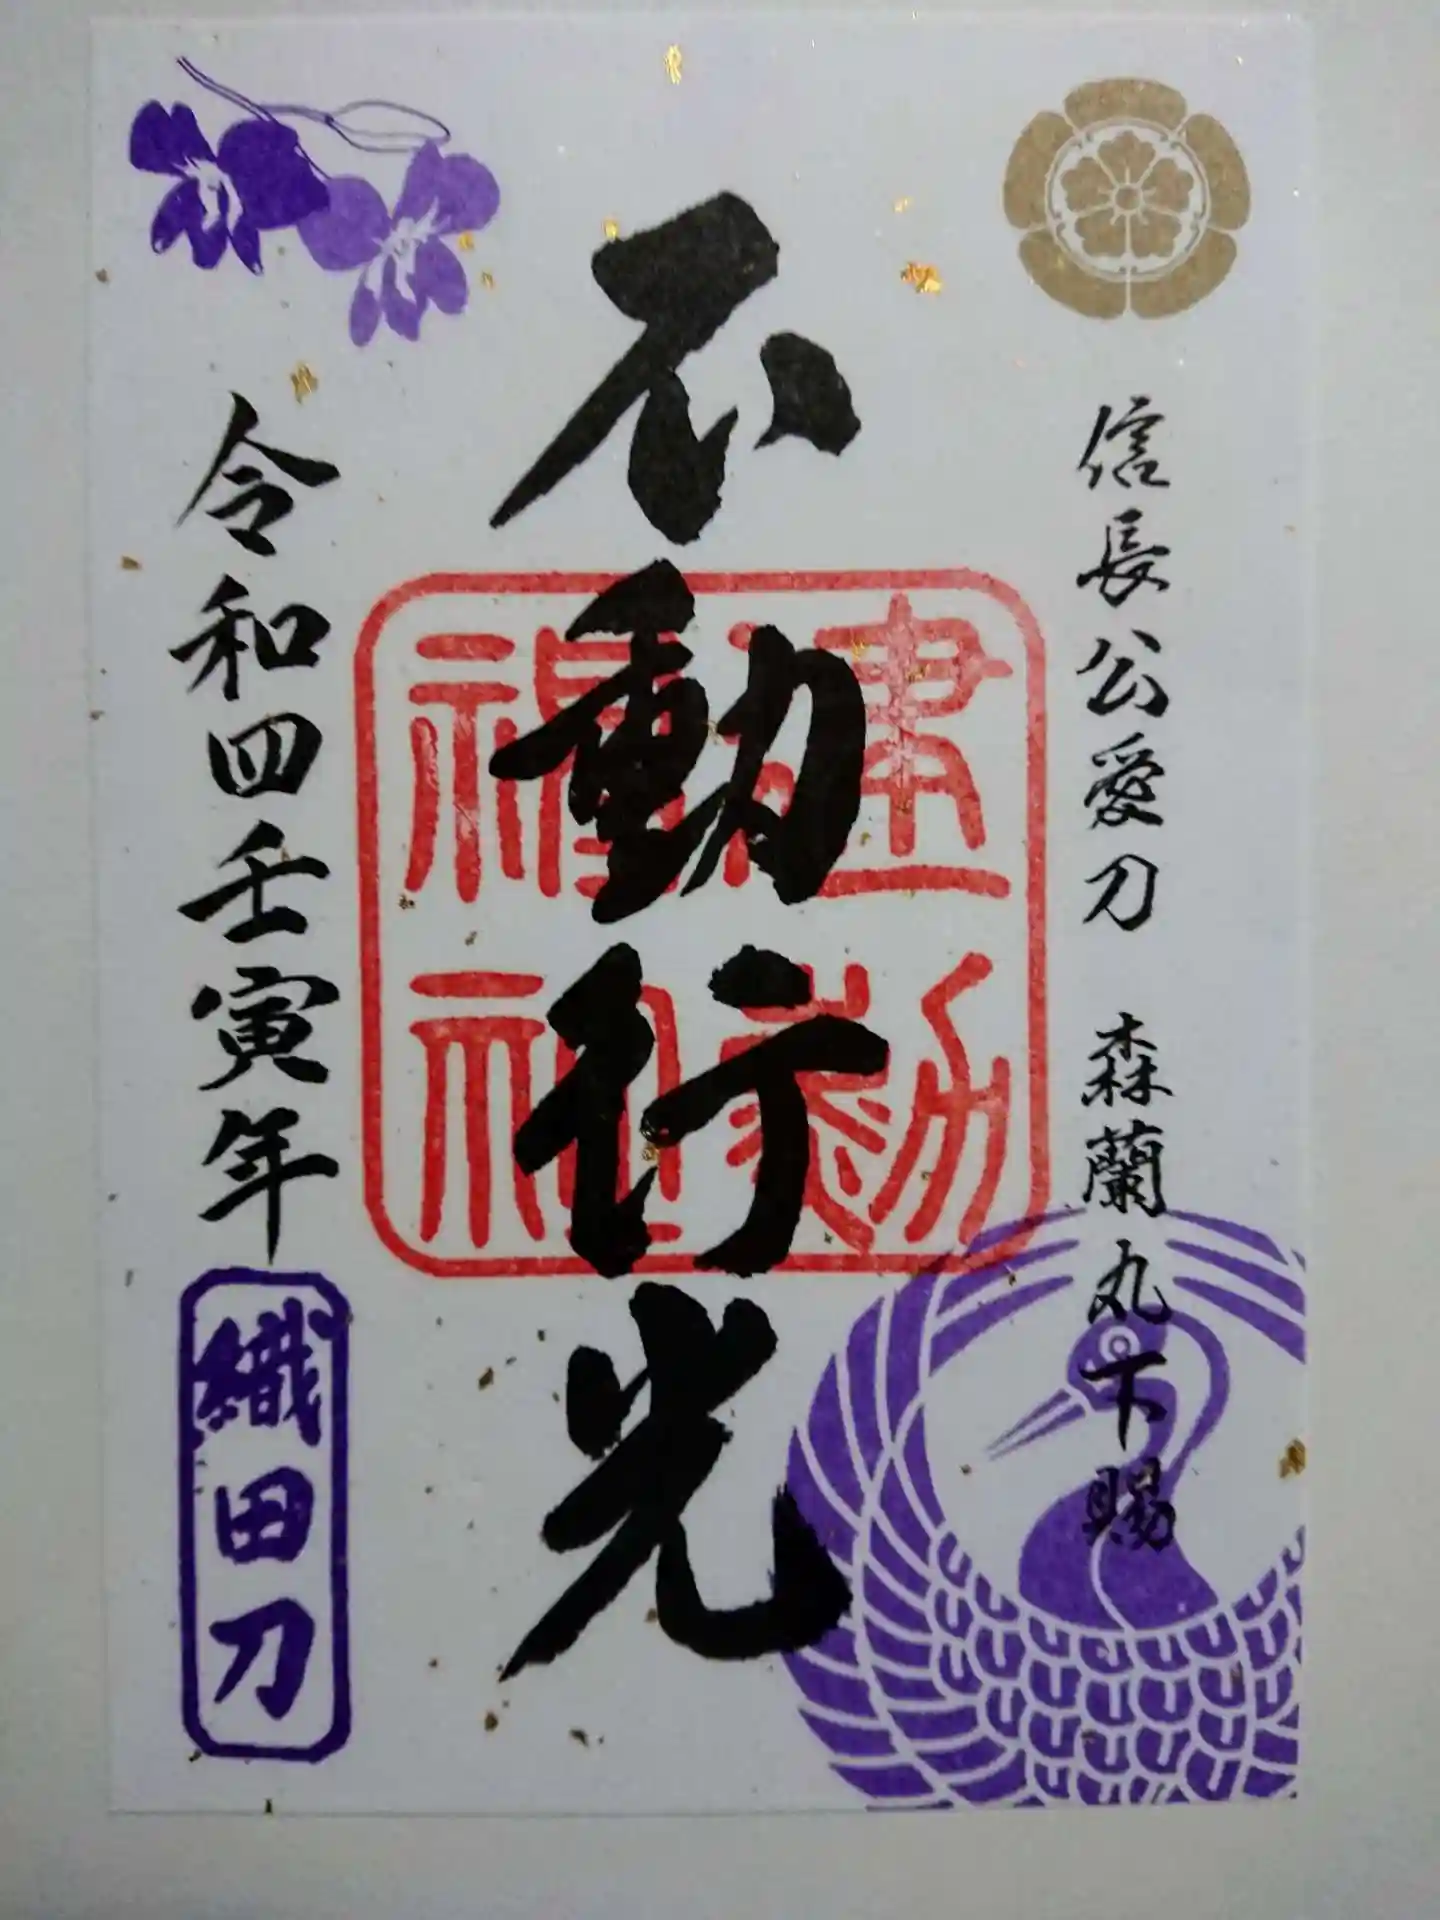 信長公愛刀 森蘭丸下賜
不動行光
建勲
福神
令和四壬寅年
織田刀